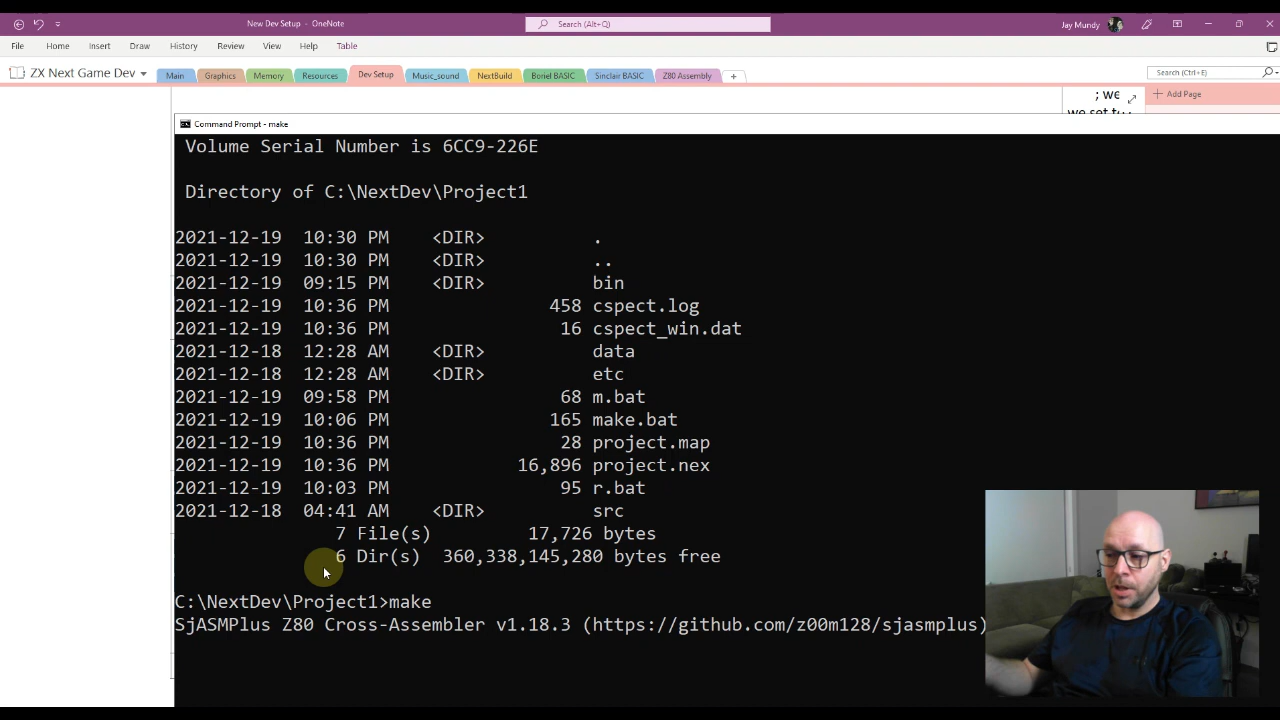 New Dev Setup - OneNote
Search (Alt+Q)
Jay Mundy
File Home Insert Draw History Review View Help Table
ZX Next Game Dev
Main Graphics Memory Resources Dev Setup Music_sound NextBuild Boriel BASIC Sinclair BASIC Z80 Assembly +
Search (Ctrl+E)
; we
Add Page
Command Prompt - make
Volume Serial Number is 6CC9-226E
Directory of C:\NextDev\Project1
2021-12-19 10:30 PM <DIR> .
2021-12-19 10:30 PM <DIR> ..
2021-12-19 09:15 PM <DIR> bin
2021-12-19 10:36 PM 458 cspect.log
2021-12-19 10:36 PM 16 cspect_win.dat
2021-12-18 12:28 AM <DIR> data
2021-12-18 12:28 AM <DIR> etc
2021-12-19 09:58 PM 68 m.bat
2021-12-19 10:06 PM 165 make.bat
2021-12-19 10:36 PM 28 project.map
2021-12-19 10:36 PM 16,896 project.nex
2021-12-19 10:03 PM 95 r.bat
2021-12-18 04:41 AM <DIR> src
7 File(s) 17,726 bytes
6 Dir(s) 360,338,145,280 bytes free
C:\NextDev\Project1>make
SjASMPlus Z80 Cross-Assembler v1.18.3 (https://github.com/z00m128/sjasmplus)